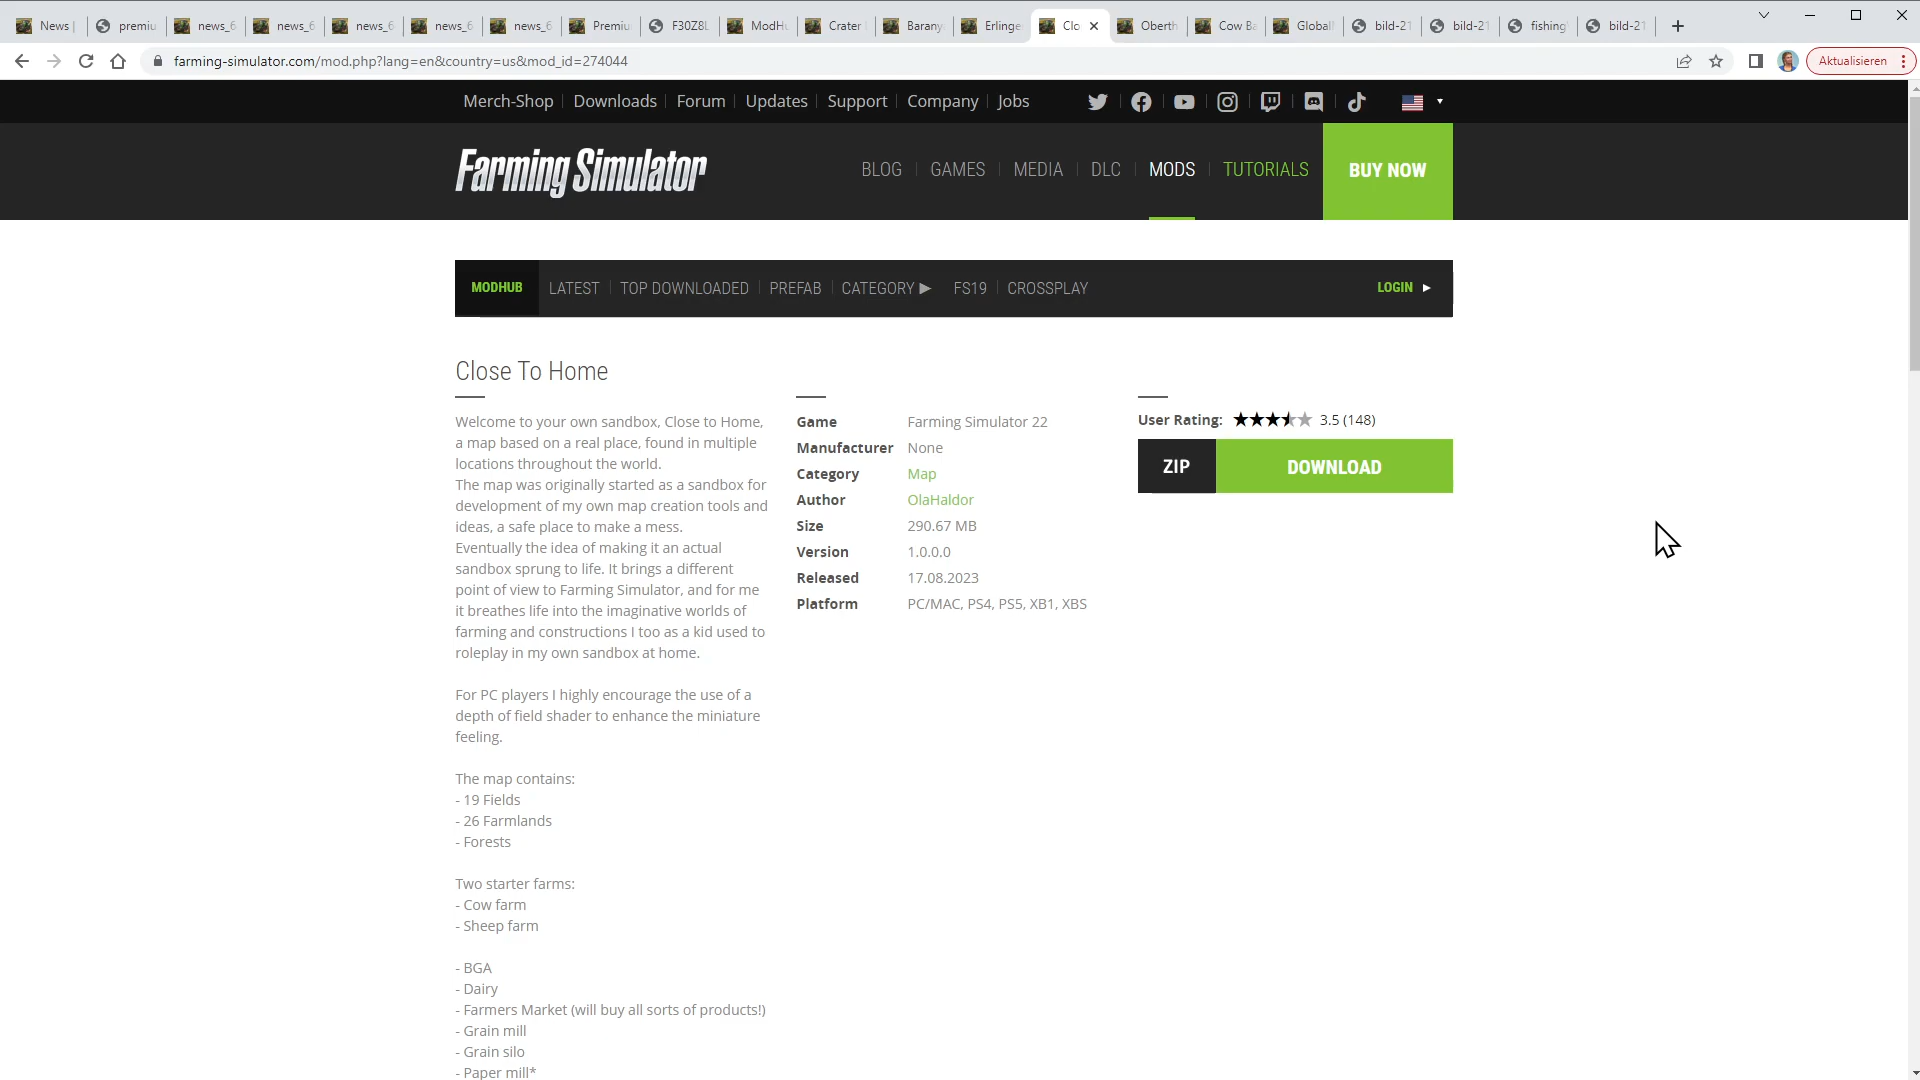 News |
premiu
news_6
news_6
news_6
news_6
news_6
Premiu
F30Z8L
ModHu
Crater
Barany
Erlinge
Clo
Oberth
Cow Ba
Global
bild-21
bild-21
fishing
bild-21
farming-simulator.com/mod.php?lang=en&country=us&mod_id=274044
Aktualisieren
Merch-Shop
Downloads
Forum
Updates
Support
Company
Jobs
Farming Simulator
BLOG
GAMES
MEDIA
DLC
MODS
TUTORIALS
BUY NOW
MODHUB
LATEST
TOP DOWNLOADED
PREFAB
CATEGORY ▶
FS19
CROSSPLAY
LOGIN ▶
Close To Home
Welcome to your own sandbox, Close to Home,
a map based on a real place, found in multiple
locations throughout the world.
The map was originally started as a sandbox for
development of my own map creation tools and
ideas, a safe place to make a mess.
Eventually the idea of making it an actual
sandbox sprung to life. It brings a different
point of view to Farming Simulator, and for me
it breathes life into the imaginative worlds of
farming and constructions I too as a kid used to
roleplay in my own sandbox at home.
For PC players I highly encourage the use of a
depth of field shader to enhance the miniature
feeling.
The map contains:
- 19 Fields
- 26 Farmlands
- Forests
Two starter farms:
- Cow farm
- Sheep farm
- BGA
- Dairy
- Farmers Market (will buy all sorts of products!)
- Grain mill
- Grain silo
- Paper mill*
Game Farming Simulator 22
Manufacturer None
Category Map
Author OlaHaldor
Size 290.67 MB
Version 1.0.0.0
Released 17.08.2023
Platform PC/MAC, PS4, PS5, XB1, XBS
User Rating: 3.5 (148)
ZIP DOWNLOAD